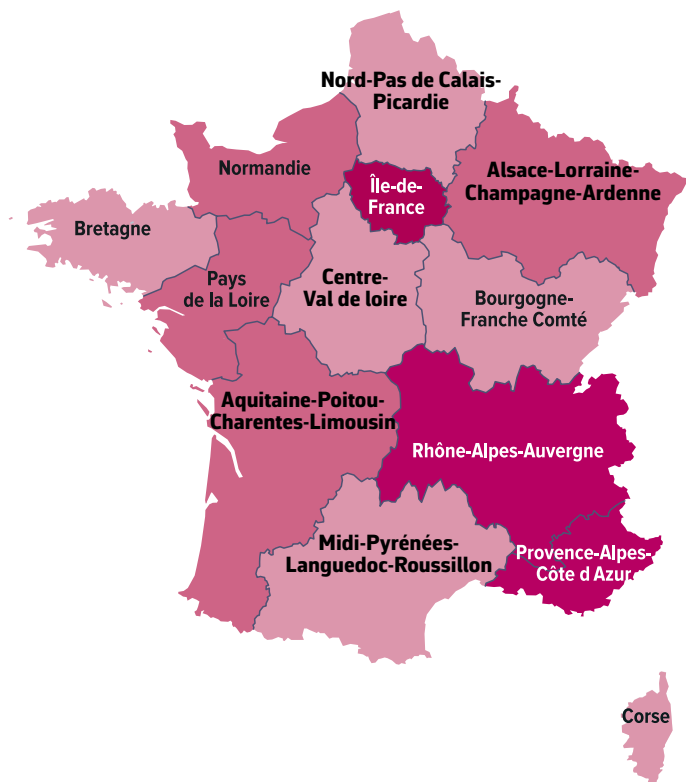 Nord-Pas de Calais-
Picardie
Normandie
Île-de-
France
Alsace-Lorraine-
Champagne-Ardenne
Bretagne
Pays
de la Loire
Centre-
Val de loire
Bourgogne-
Franche Comté
Aquitaine-Poitou-
Charentes-Limousin
Rhône-Alpes-Auvergne
Midi-Pyrénées-
Languedoc-Roussillon
Provence-Alpes-
Côte d Azur
Corse